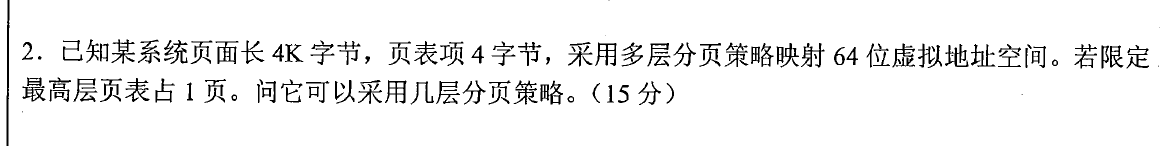 2．已知某系统页面长 4K 字节，页表项 4 字节，采用多层分页策略映射 64 位虚拟地址空间。若限定
最高层页表占 1 页。问它可以采用几层分页策略。（15 分）